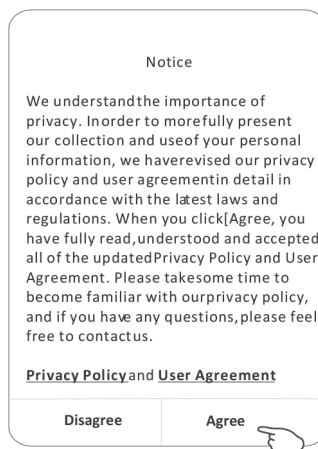 Notice
We understand the importance of
privacy. Inorder to morefully present
our collection and useof your personal
information, we haverevised our privacy
policy and user agreementin detail in
accordance with the latest laws and
regulations. When you click[Agree, you
have fully read,understood and accepted
all of the updatedPrivacy Policy and User
Agreement. Please takesome time to
become familiar with ourprivacy policy,
and if you have any questions,please feel
free to contactus.
Privacy Policy and User Agreement
Disagree Agree